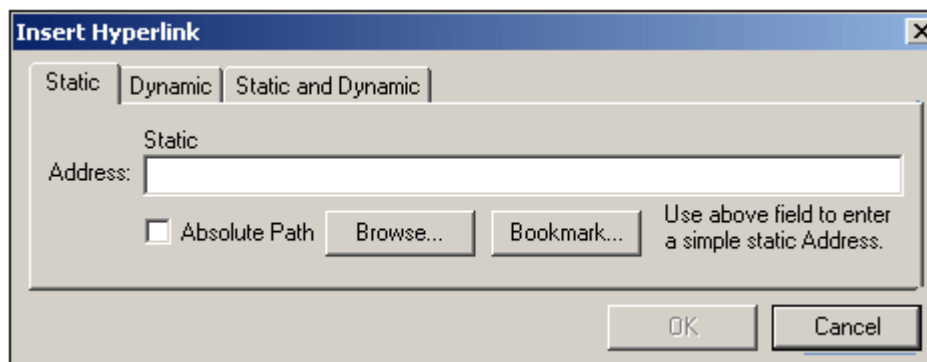 Insert Hyperlink
Static Dynamic Static and Dynamic
Static
Address:
Absolute Path Browse... Bookmark... Use above field to enter
a simple static Address.
OK Cancel